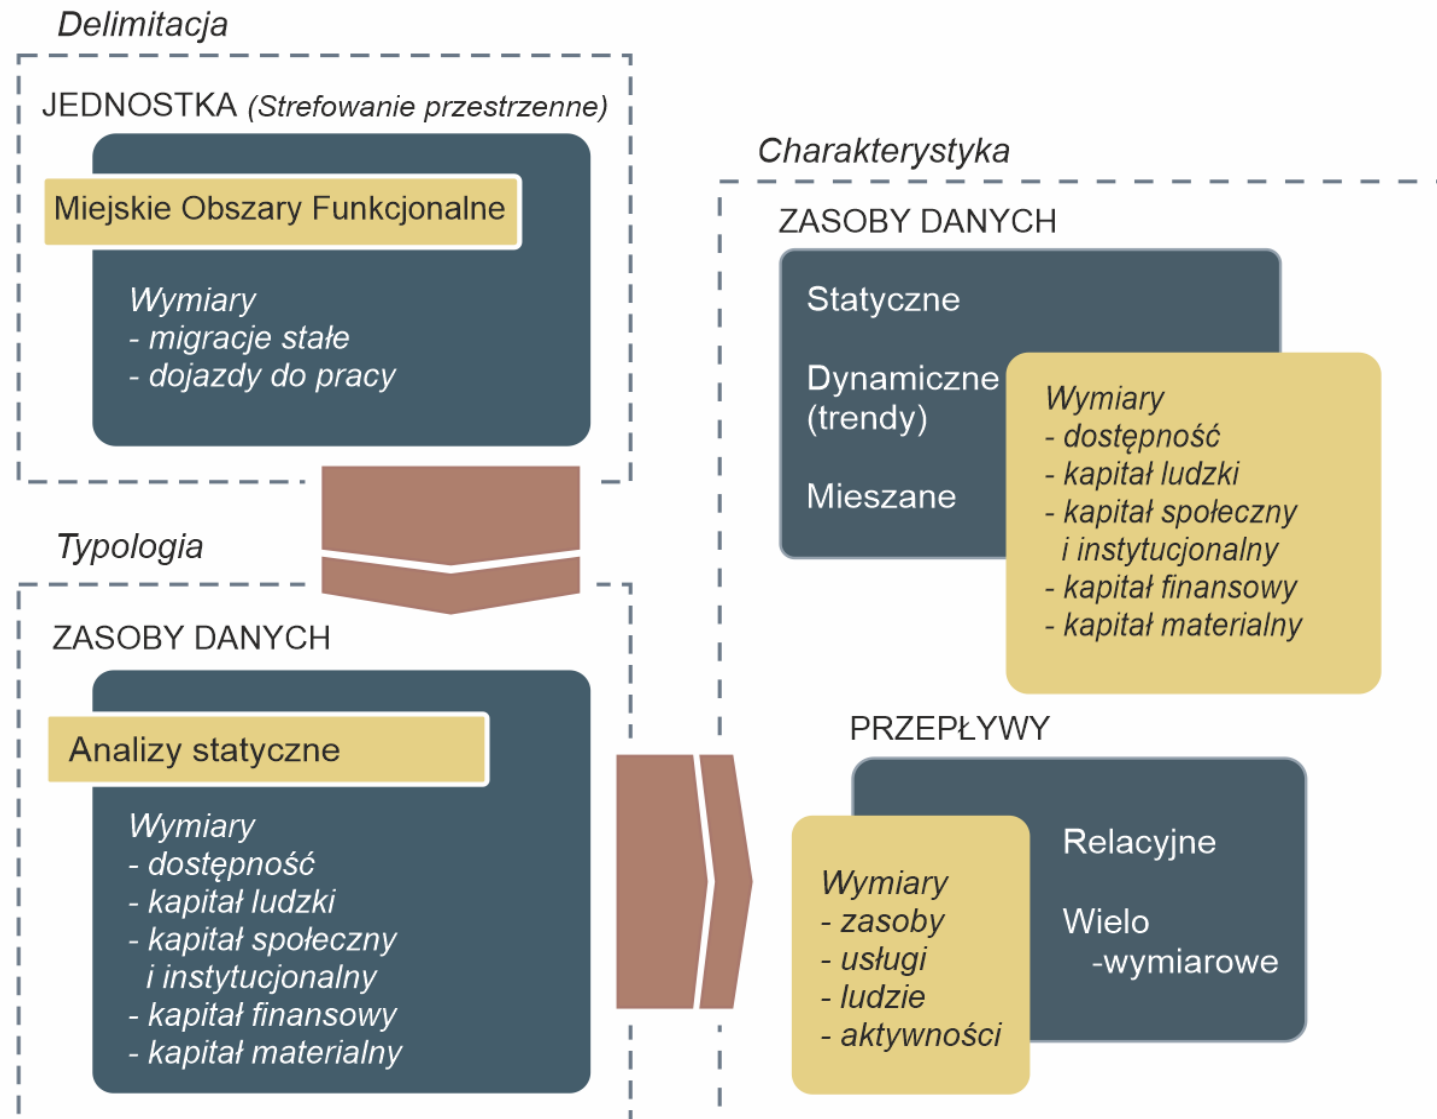 Delimitacja
JEDNOSTKA (Strefowanie przestrzenne)
Miejskie Obszary Funkcjonalne
Wymiary
- migracje stałe
- dojazdy do pracy
Typologia
ZASOBY DANYCH
Analizy statyczne
Wymiary
- dostępność
- kapitał ludzki
- kapitał społeczny
i instytucjonalny
- kapitał finansowy
- kapitał materialny
Charakterystyka
ZASOBY DANYCH
Statyczne
Dynamiczne
(trendy)
Mieszane
Wymiary
- dostępność
- kapitał ludzki
- kapitał społeczny
i instytucjonalny
- kapitał finansowy
- kapitał materialny
PRZEPŁYWY
Relacyjne
Wielo
-wymiarowe
Wymiary
- zasoby
- usługi
- ludzie
- aktywności